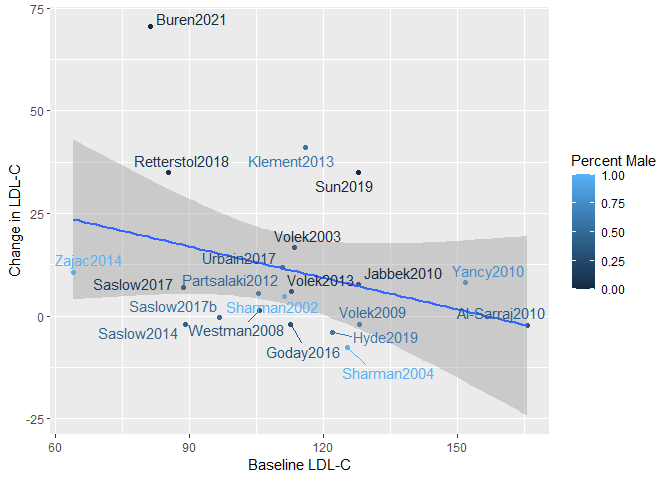 75
50
25
0
-25
60
90
120
150
Baseline LDL-C
Change in LDL-C
Buren2021
Retterstol2018
Klement2013
Sun2019
Volek2003
Zajac2014
Urbain2017
Saslow2017
Partsalaki2012
Volek2013
Jabbek2010
Yancy2010
Saslow2017b
Sharman2002
Volek2009
Al-Sarraj2010
Saslow2014
Westman2008
Goday2016
Hyde2019
Sharman2004
Percent Male
1.00
0.75
0.50
0.25
0.00